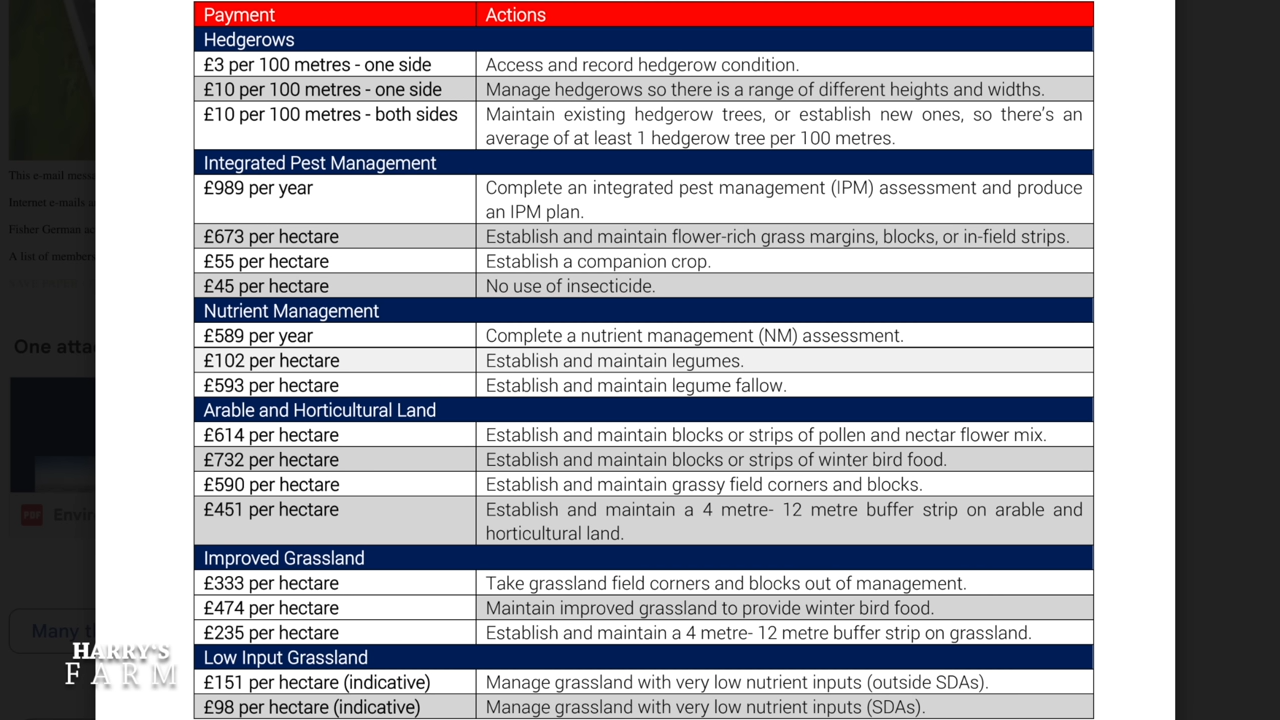 Payment Actions
Hedgerows
£3 per 100 metres - one side Access and record hedgerow condition.
£10 per 100 metres - one side Manage hedgerows so there is a range of different heights and widths.
£10 per 100 metres - both sides Maintain existing hedgerow trees, or establish new ones, so there's an
average of at least 1 hedgerow tree per 100 metres.
Integrated Pest Management
£989 per year Complete an integrated pest management (IPM) assessment and produce
an IPM plan.
£673 per hectare Establish and maintain flower-rich grass margins, blocks, or in-field strips.
£55 per hectare Establish a companion crop.
£45 per hectare No use of insecticide.
Nutrient Management
£589 per year Complete a nutrient management (NM) assessment.
£102 per hectare Establish and maintain legumes.
£593 per hectare Establish and maintain legume fallow.
Arable and Horticultural Land
£614 per hectare Establish and maintain blocks or strips of pollen and nectar flower mix.
£732 per hectare Establish and maintain blocks or strips of winter bird food.
£590 per hectare Establish and maintain grassy field corners and blocks.
£451 per hectare Establish and maintain a 4 metre- 12 metre buffer strip on arable and
horticultural land.
Improved Grassland
£333 per hectare Take grassland field corners and blocks out of management.
£474 per hectare Maintain improved grassland to provide winter bird food.
£235 per hectare Establish and maintain a 4 metre- 12 metre buffer strip on grassland.
Low Input Grassland
£151 per hectare (indicative) Manage grassland with very low nutrient inputs (outside SDAs).
£98 per hectare (indicative) Manage grassland with very low nutrient inputs (SDAs).
This e-mail
Internet e-mails
Fisher German
A list of members
One
PDF
Many
HARRY'S
FARM